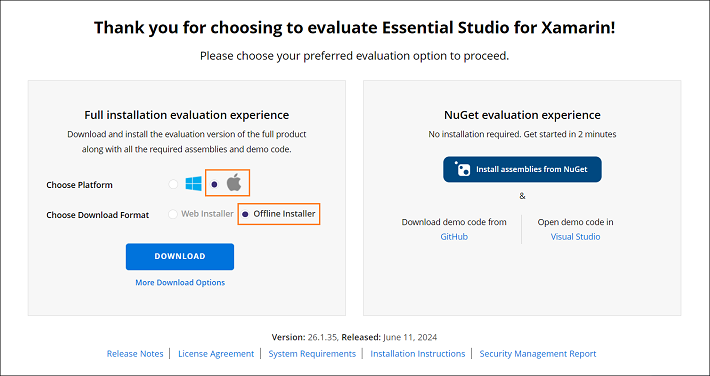 Thank you for choosing to evaluate Essential Studio for Xamarin!
Please choose your preferred evaluation option to proceed.
Full installation evaluation experience
Download and install the evaluation version of the full product
along with all the required assemblies and demo code.
Choose Platform
Choose Download Format
Web Installer
Offline Installer
DOWNLOAD
More Download Options
NuGet evaluation experience
No installation required. Get started in 2 minutes
Install assemblies from NuGet
&
Download demo code from
GitHub
Open demo code in
Visual Studio
Version: 26.1.35, Released: June 11, 2024
Release Notes | License Agreement | System Requirements | Installation Instructions | Security Management Report